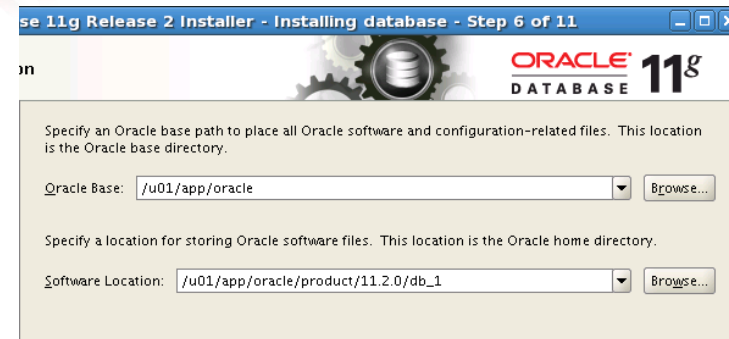 se 11g Release 2 Installer - Installing database - Step 6 of 11
on
ORACLE
DATABASE 11g
Specify an Oracle base path to place all Oracle software and configuration-related files. This location
is the Oracle base directory.
Oracle Base: /u01/app/oracle Browse...
Specify a location for storing Oracle software files. This location is the Oracle home directory.
Software Location: /u01/app/oracle/product/11.2.0/db_1 Browse...